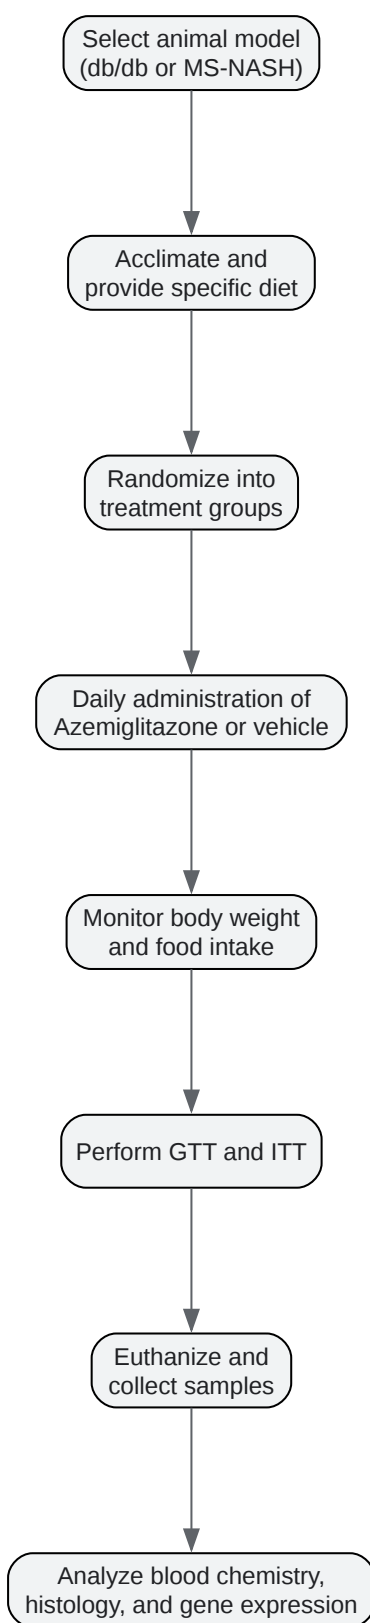 Select animal model
(db/db or MS-NASH)
Acclimate and
provide specific diet
Randomize into
treatment groups
Daily administration of
Azemiglitazone or vehicle
Monitor body weight
and food intake
Perform GTT and ITT
Euthanize and
collect samples
Analyze blood chemistry,
histology, and gene expression